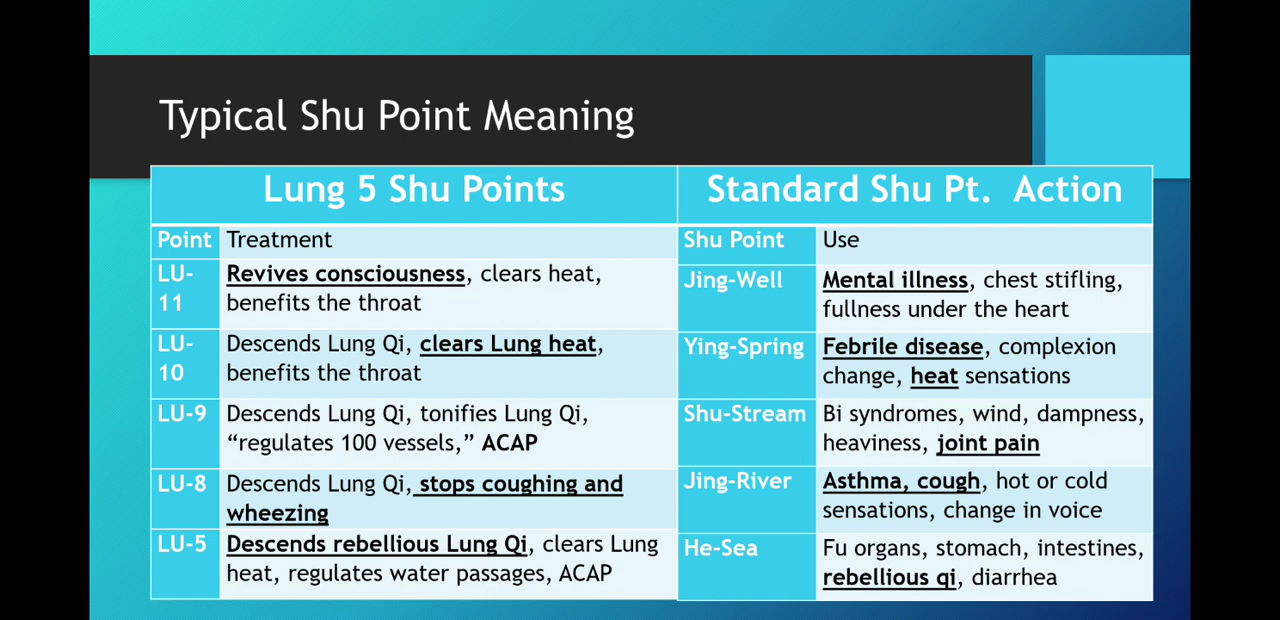 Typical Shu Point Meaning
Lung 5 Shu Points
Point Treatment
LU-
11
Revives consciousness, clears heat,
benefits the throat
LU-
10
Descends Lung Qi, clears Lung heat,
benefits the throat
LU-9
Descends Lung Qi, tonifies Lung Qi,
“regulates 100 vessels,” ACAP
LU-8
Descends Lung Qi, stops coughing and
wheezing
LU-5
Descends rebellious Lung Qi, clears Lung
heat, regulates water passages, ACAP
Standard Shu Pt. Action
Shu Point Use
Jing-Well
Mental illness, chest stifling,
fullness under the heart
Ying-Spring
Febrile disease, complexion
change, heat sensations
Shu-Stream
Bi syndromes, wind, dampness,
heaviness, joint pain
Jing-River
Asthma, cough, hot or cold
sensations, change in voice
He-Sea
Fu organs, stomach, intestines,
rebellious qi, diarrhea